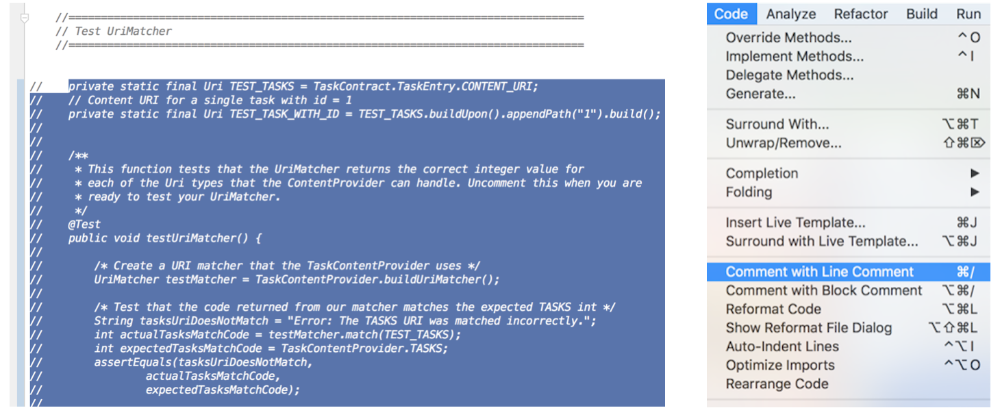 //================================================================================
// Test UriMatcher
//================================================================================
//    private static final Uri TEST_TASKS = TaskContract.TaskEntry.CONTENT_URI;
//    // Content URI for a single task with id = 1
//    private static final Uri TEST_TASK_WITH_ID = TEST_TASKS.buildUpon().appendPath("1").build();
//
//
//    /**
//     * This function tests that the UriMatcher returns the correct integer value for
//     * each of the Uri types that the ContentProvider can handle. Uncomment this when you are
//     * ready to test your UriMatcher.
//     */
//    @Test
//    public void testUriMatcher() {
//
//        /* Create a URI matcher that the TaskContentProvider uses */
//        UriMatcher testMatcher = TaskContentProvider.buildUriMatcher();
//
//        /* Test that the code returned from our matcher matches the expected TASKS int */
//        String tasksUriDoesNotMatch = "Error: The TASKS URI was matched incorrectly.";
//        int actualTasksMatchCode = testMatcher.match(TEST_TASKS);
//        int expectedTasksMatchCode = TaskContentProvider.TASKS;
//        assertEquals(tasksUriDoesNotMatch,
//                actualTasksMatchCode,
//                expectedTasksMatchCode);
//
Code Analyze Refactor Build Run
Override Methods... ^O
Implement Methods... ^I
Delegate Methods...
Generate... ⌘N
Surround With... ⌥⌘T
Unwrap/Remove... ⇧⌘⌦
Completion ▶
Folding ▶
Insert Live Template... ⌘J
Surround with Live Template... ⌥⌘J
Comment with Line Comment ⌘/
Comment with Block Comment ⌥⌘/
Reformat Code ⌥⌘L
Show Reformat File Dialog ⌥⇧⌘L
Auto-Indent Lines ^⌥I
Optimize Imports ^⌥O
Rearrange Code